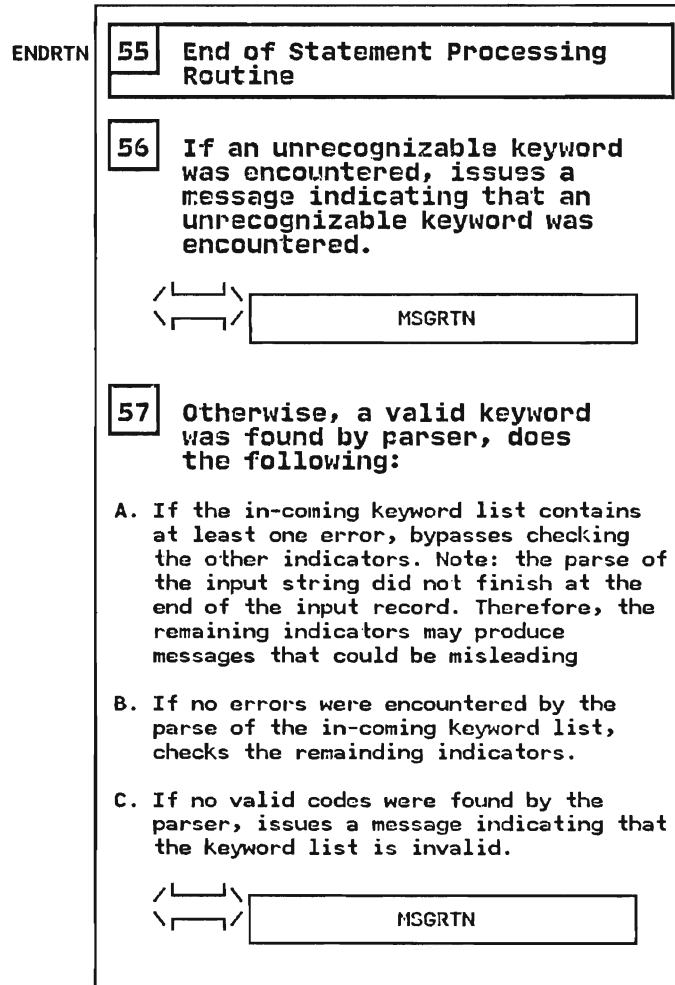 ENDRTN 55 End of Statement Processing
Routine
56 If an unrecognizable keyword
was encountered, issues a
message indicating that an
unrecognizable keyword was
encountered.
MSGRTN
57 Otherwise, a valid keyword
was found by parser, does
the following:
A. If the in-coming keyword list contains
at least one error, bypasses checking
the other indicators. Note: the parse of
the input string did not finish at the
end of the input record. Therefore, the
remaining indicators may produce
messages that could be misleading
B. If no errors were encountered by the
parse of the in-coming keyword list,
checks the remainding indicators.
C. If no valid codes were found by the
parser, issues a message indicating that
the keyword list is invalid.
MSGRTN